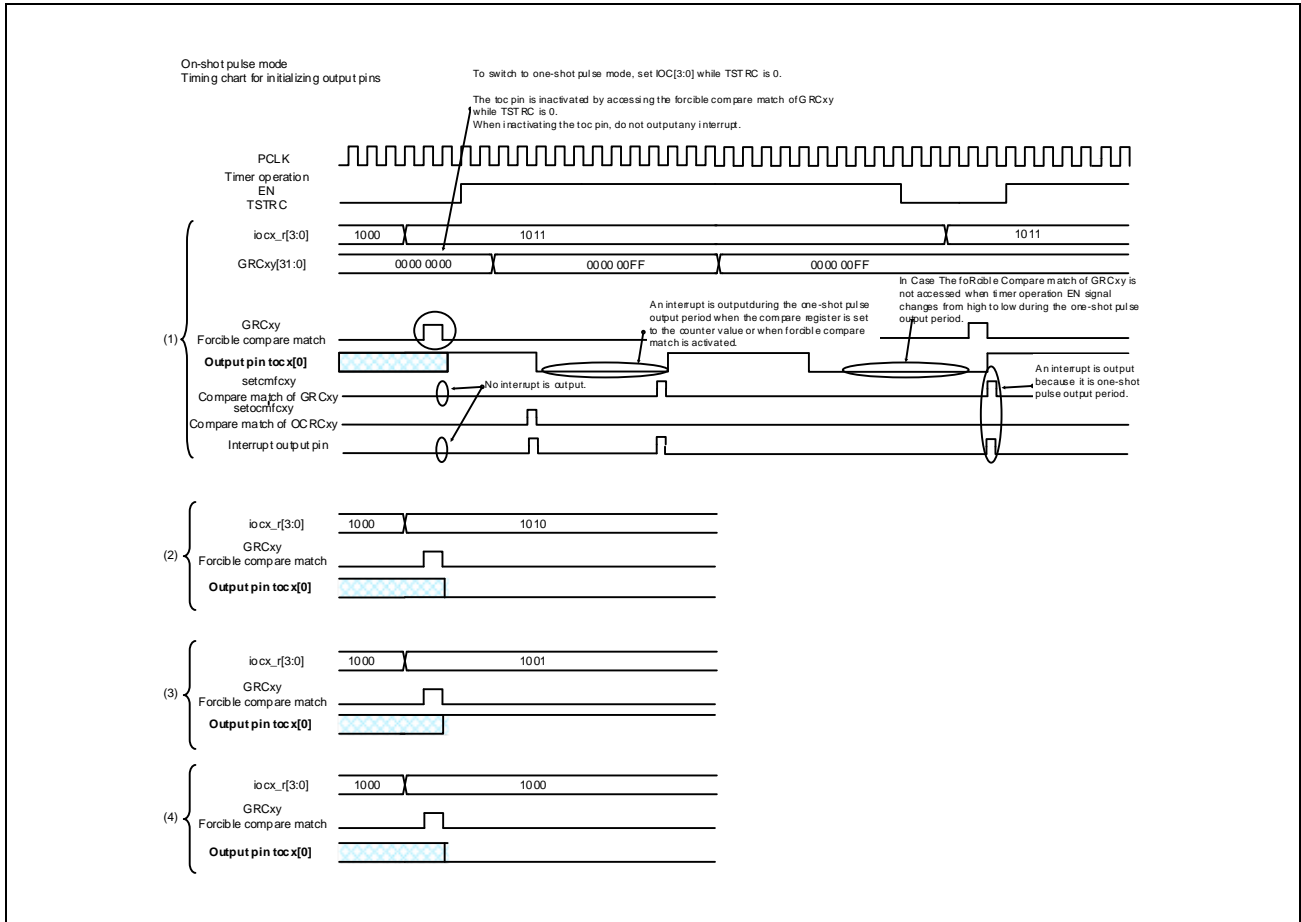 On-shot pulse mode
Timing chart for initializing output pins
To switch to one-shot pulse mode, set IOC[3:0] while TSTRC is 0.
The toc pin is inactivated by accessing the forcible compare match of GRCxy
while TSTRC is 0.
When inactivating the toc pin, do not output any interrupt.
PCLK
Timer operation
EN
TSTRC
iocx_r[3:0]
1000
1011
1011
GRCxy[31:0]
0000 0000
0000 00FF
0000 00FF
In Case The foRcible Compare match of GRCxy is
not accessed when timer operation EN signal
changes from high to low during the one-shot pulse
output period.
An interrupt is output during the one-shot pulse
output period when the compare register is set
to the counter value or when forcible compare
match is activated.
(1)
GRCxy
Forcible compare match
Output pin tocx[0]
An interrupt is output
because it is one-shot
pulse output period.
setcmfcxy
Compare match of GRCxy
No interrupt is output.
setocmfcxy
Compare match of OCRCxy
Interrupt output pin
(2)
iocx_r[3:0]
1000
1010
GRCxy
Forcible compare match
Output pin tocx[0]
(3)
iocx_r[3:0]
1000
1001
GRCxy
Forcible compare match
Output pin tocx[0]
(4)
iocx_r[3:0]
1000
1000
GRCxy
Forcible compare match
Output pin tocx[0]